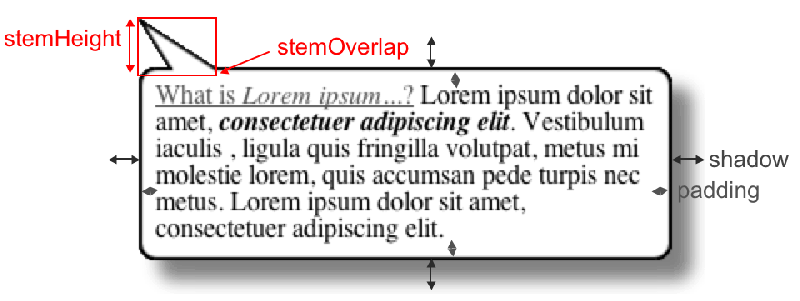 stemHeight
stemOverlap
What is Lorem ipsum...? Lorem ipsum dolor sit
amet, consectetuer adipiscing elit. Vestibulum
iaculis , ligula quis fringilla volutpat, metus mi
molestie lorem, quis accumsan pede turpis nec
metus. Lorem ipsum dolor sit amet,
consectetuer adipiscing elit.
shadow
padding